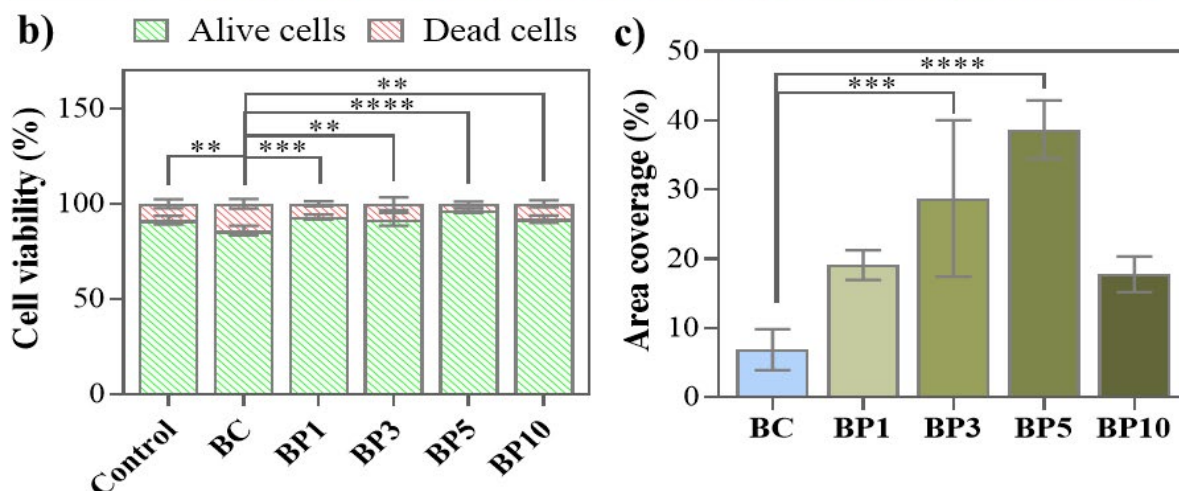 b)
Alive cells
Dead cells
Cell viability (%)
150
100
50
0
**
***
**
****
**
Control
BC
BP1
BP3
BP5
BP10
c)
Area coverage (%)
50
40
30
20
10
0
****
***
BC
BP1
BP3
BP5
BP10